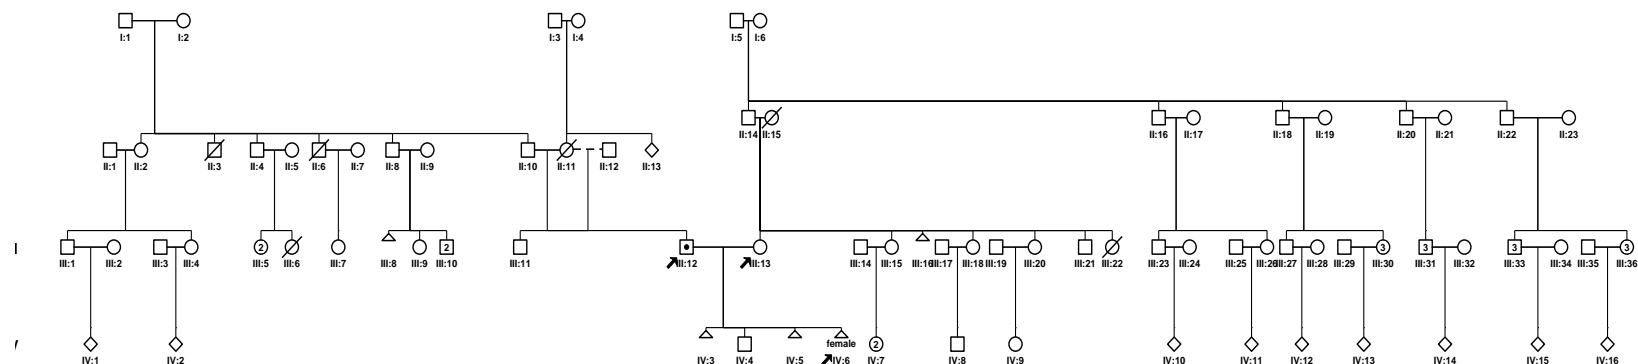 I:1 I:2 I:3 I:4 I:5 I:6
II:14 II:15 II:16 II:17 II:18 II:19 II:20 II:21 II:22 II:23
II:1 II:2 II:3 II:4 II:5 II:6 II:7 II:8 II:9 II:10 II:11 II:12 II:13
2 2 3 3 3 3
III:1 III:2 III:3 III:4 III:5 III:6 III:7 III:8 III:9 III:10 III:11 III:12 III:13 III:14 III:15 III:16 III:17 III:18 III:19 III:20 III:21 III:22 III:23 III:24 III:25 III:26 III:27 III:28 III:29 III:30 III:31 III:32 III:33 III:34 III:35 III:36
female 2
IV:1 IV:2 IV:3 IV:4 IV:5 IV:6 IV:7 IV:8 IV:9 IV:10 IV:11 IV:12 IV:13 IV:14 IV:15 IV:16